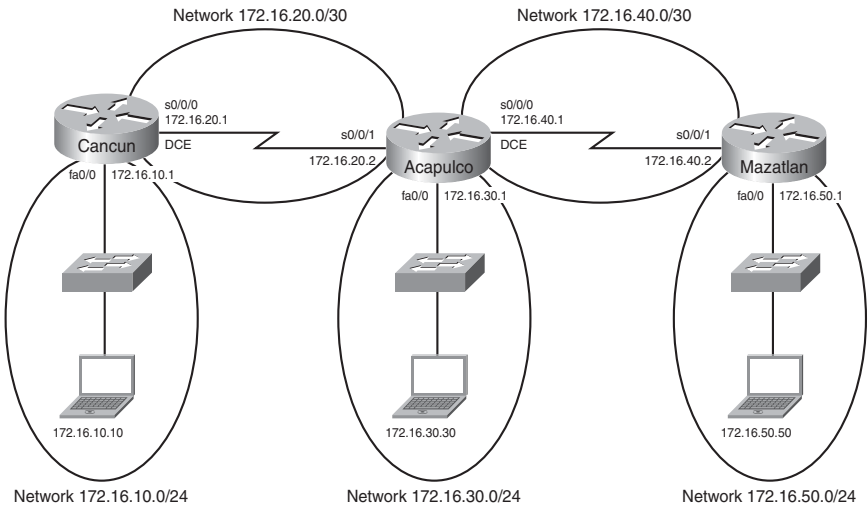 Network 172.16.20.0/30
Network 172.16.40.0/30
s0/0/0
172.16.20.1
DCE
s0/0/1
172.16.20.2
s0/0/0
172.16.40.1
DCE
s0/0/1
172.16.40.2
Cancun
Acapulco
Mazatlan
fa0/0
172.16.10.1
fa0/0
172.16.30.1
fa0/0
172.16.50.1
172.16.10.10
172.16.30.30
172.16.50.50
Network 172.16.10.0/24
Network 172.16.30.0/24
Network 172.16.50.0/24